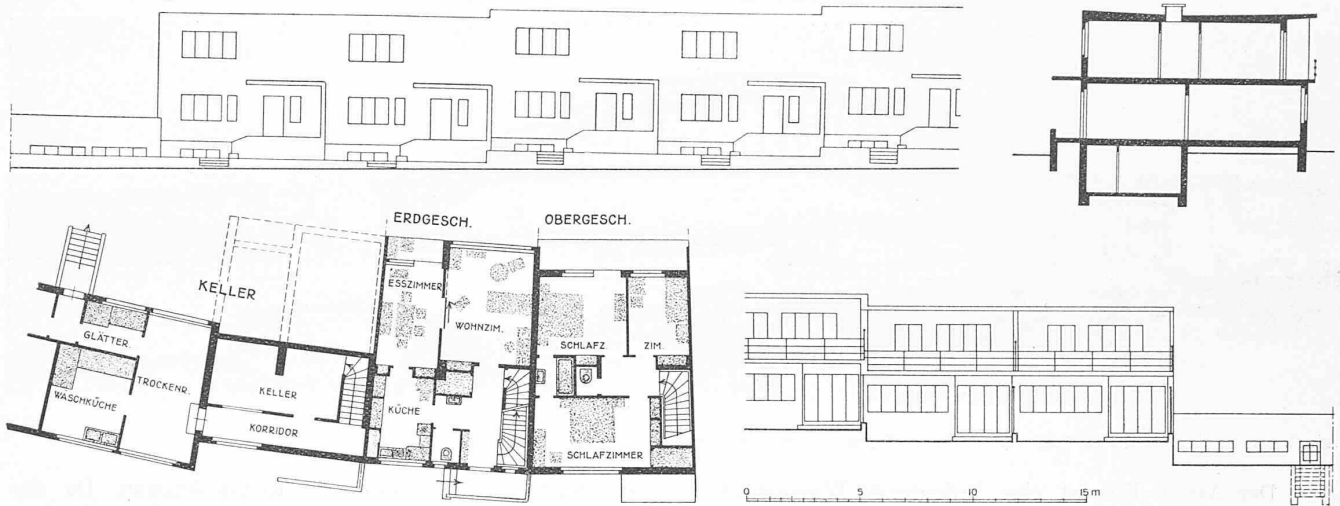 ERDGESCH.
OBERGESCH.
KELLER
ESSZIMMER
WOHNZIM.
GLÄTTER.
SCHLAFZ.
ZIM.
TROCKENR.
KELLER
WASCHKÜCHE
KÜCHE
KORRIDOR
SCHLAFZIMMER
0 5 10 15 m